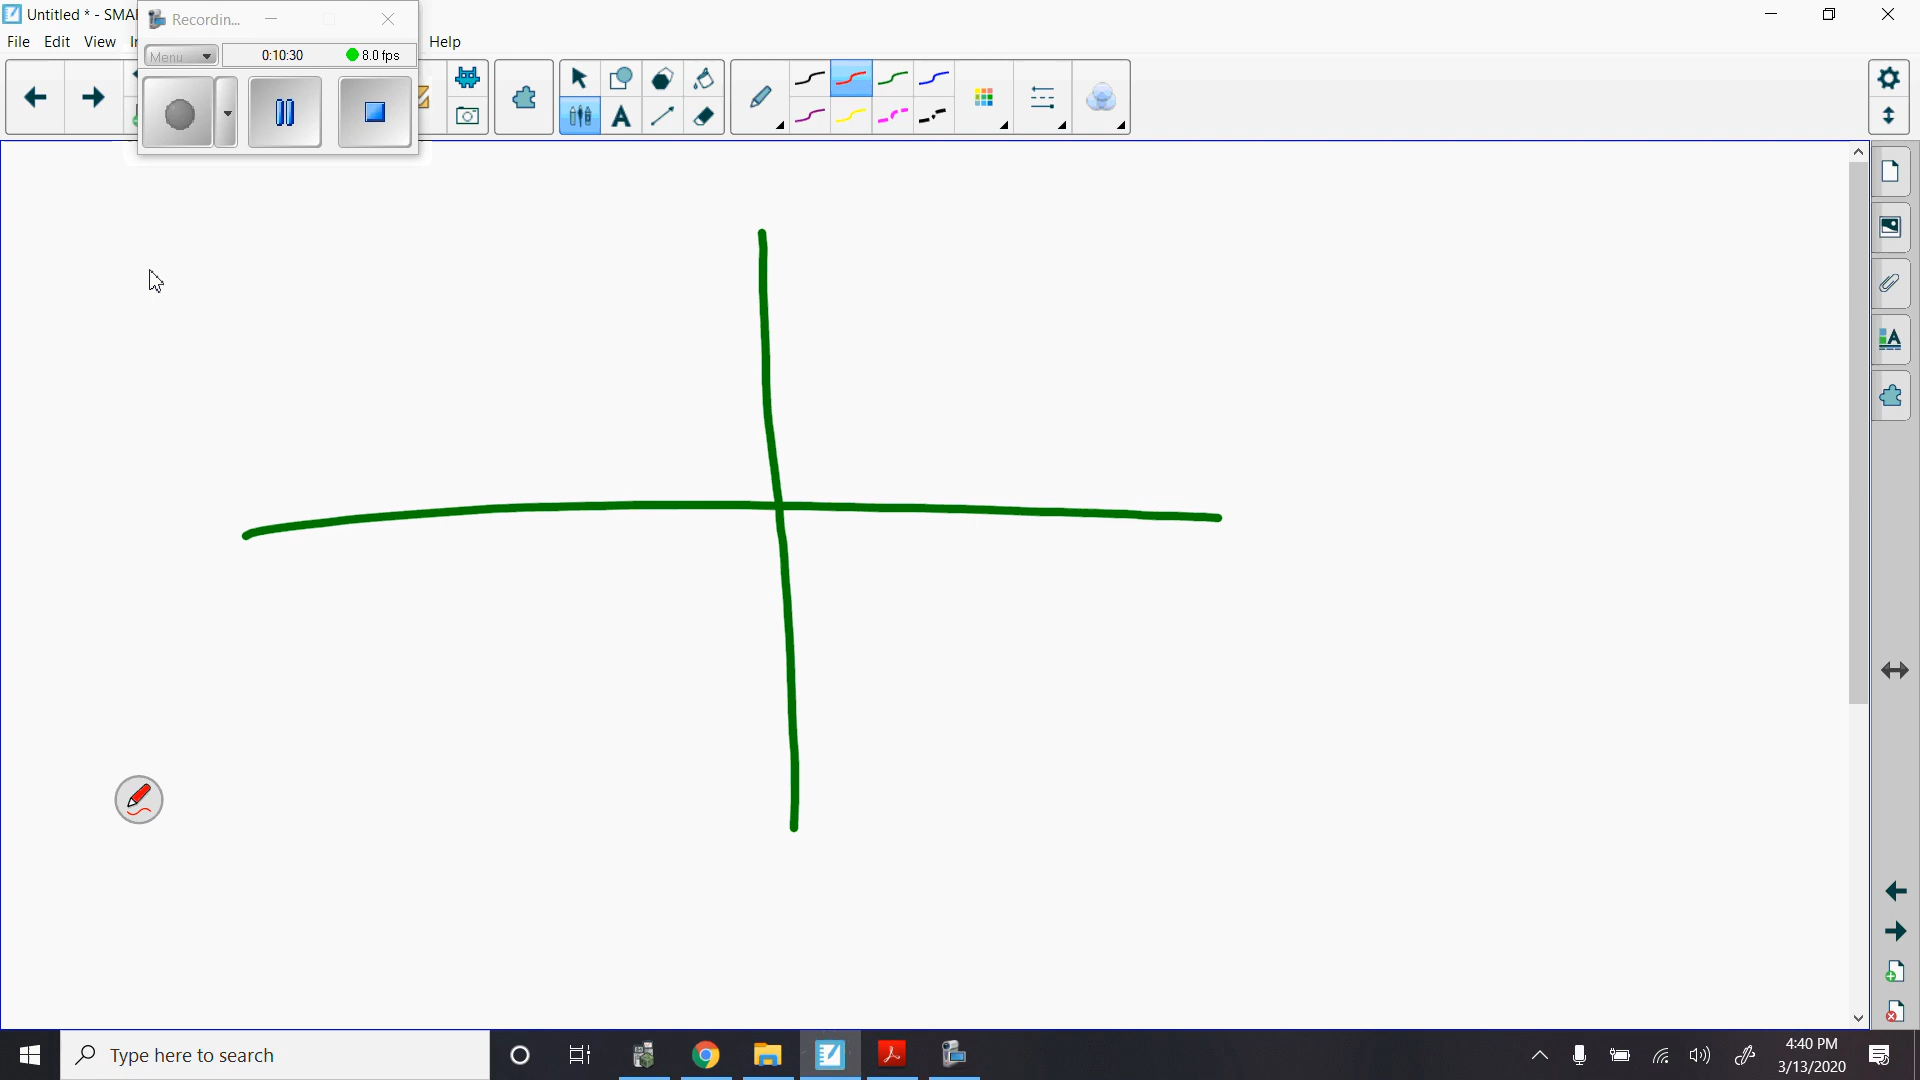 Untitled * - SMA
Recordin...
File Edit View Help
Menu 0:10:30 8.0 fps
A
A
Type here to search
4:40 PM
3/13/2020